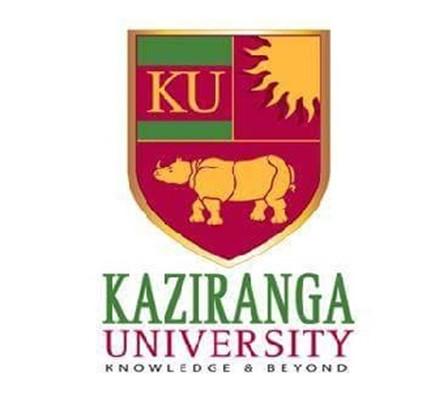 KU
KAZIRANGA
UNIVERSITY
KNOWLEDGE & BEYOND